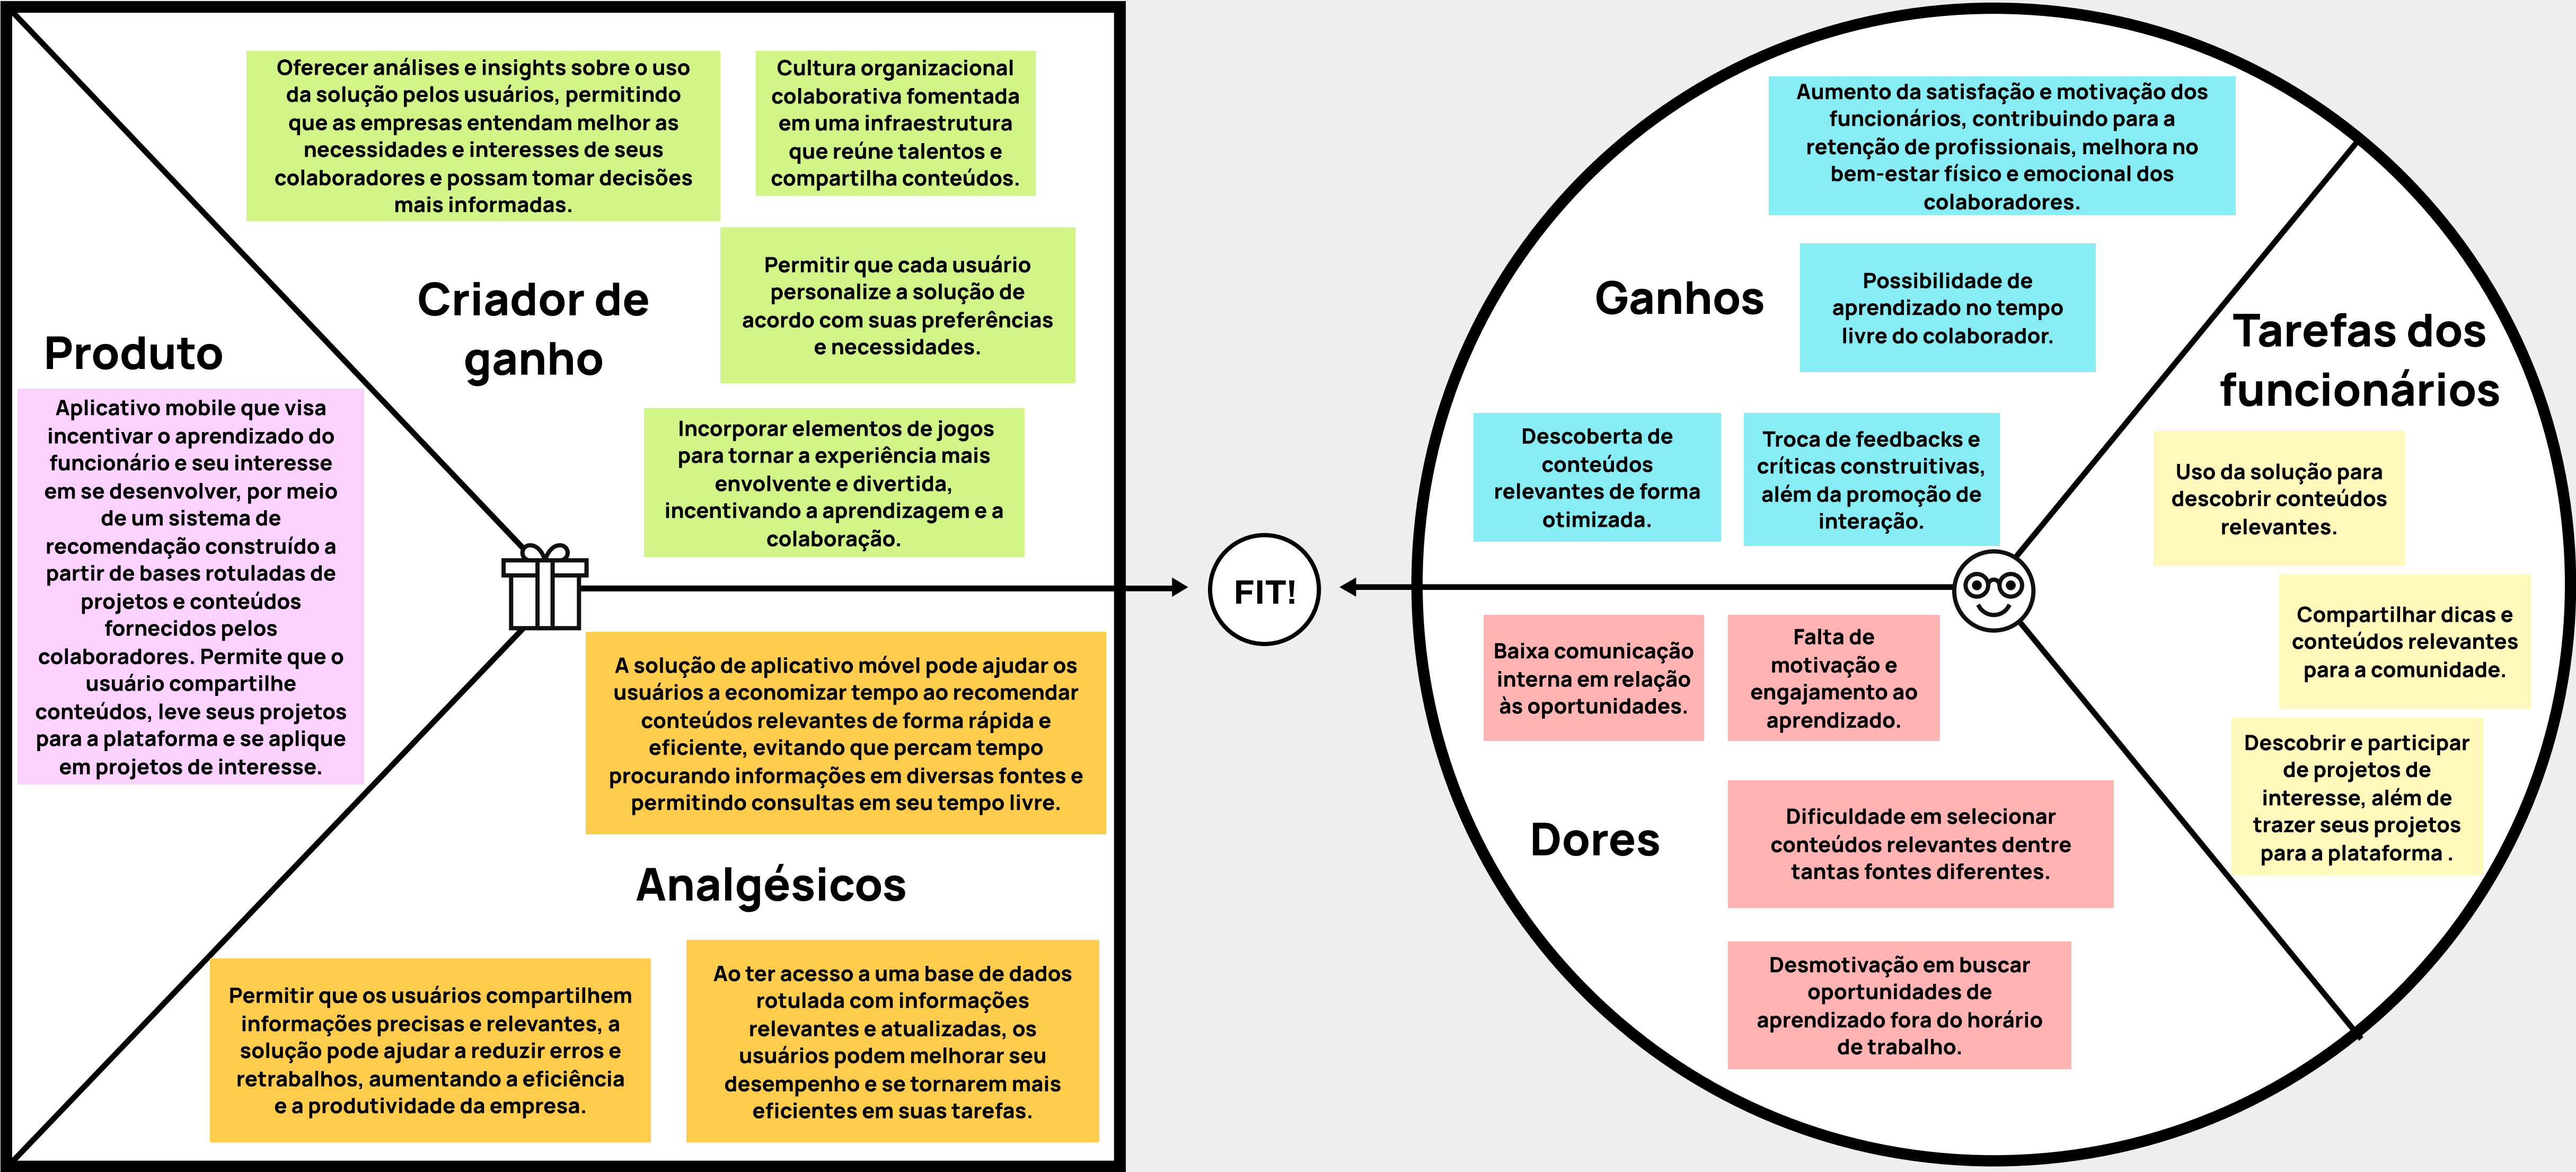 Oferecer análises e insights sobre o uso
da solução pelos usuários, permitindo
que as empresas entendam melhor as
necessidades e interesses de seus
colaboradores e possam tomar decisões
mais informadas.
Cultura organizacional
colaborativa fomentada
em uma infraestrutura
que reúne talentos e
compartilha conteúdos.
Criador de
ganho
Permitir que cada usuário
personalize a solução de
acordo com suas preferências
e necessidades.
Incorporar elementos de jogos
para tornar a experiência mais
envolvente e divertida,
incentivando a aprendizagem e a
colaboração.
Produto
Aplicativo mobile que visa
incentivar o aprendizado do
funcionário e seu interesse
em se desenvolver, por meio
de um sistema de
recomendação construído a
partir de bases rotuladas de
projetos e conteúdos
fornecidos pelos
colaboradores. Permite que o
usuário compartilhe
conteúdos, leve seus projetos
para a plataforma e se aplique
em projetos de interesse.
A solução de aplicativo móvel pode ajudar os
usuários a economizar tempo ao recomendar
conteúdos relevantes de forma rápida e
eficiente, evitando que percam tempo
procurando informações em diversas fontes e
permitindo consultas em seu tempo livre.
Analgésicos
Permitir que os usuários compartilhem
informações precisas e relevantes, a
solução pode ajudar a reduzir erros e
retrabalhos, aumentando a eficiência
e a produtividade da empresa.
Ao ter acesso a uma base de dados
rotulada com informações
relevantes e atualizadas, os
usuários podem melhorar seu
desempenho e se tornarem mais
eficientes em suas tarefas.
FIT!
Aumento da satisfação e motivação dos
funcionários, contribuindo para a
retenção de profissionais, melhora no
bem-estar físico e emocional dos
colaboradores.
Ganhos
Possibilidade de
aprendizado no tempo
livre do colaborador.
Descoberta de
conteúdos
relevantes de forma
otimizada.
Troca de feedbacks e
críticas construitivas,
além da promoção de
interação.
Tarefas dos
funcionários
Uso da solução para
descobrir conteúdos
relevantes.
Compartilhar dicas e
conteúdos relevantes
para a comunidade.
Descobrir e participar
de projetos de
interesse, além de
trazer seus projetos
para a plataforma .
Baixa comunicação
interna em relação
às oportunidades.
Falta de
motivação e
engajamento ao
aprendizado.
Dores
Dificuldade em selecionar
conteúdos relevantes dentre
tantas fontes diferentes.
Desmotivação em buscar
oportunidades de
aprendizado fora do horário
de trabalho.